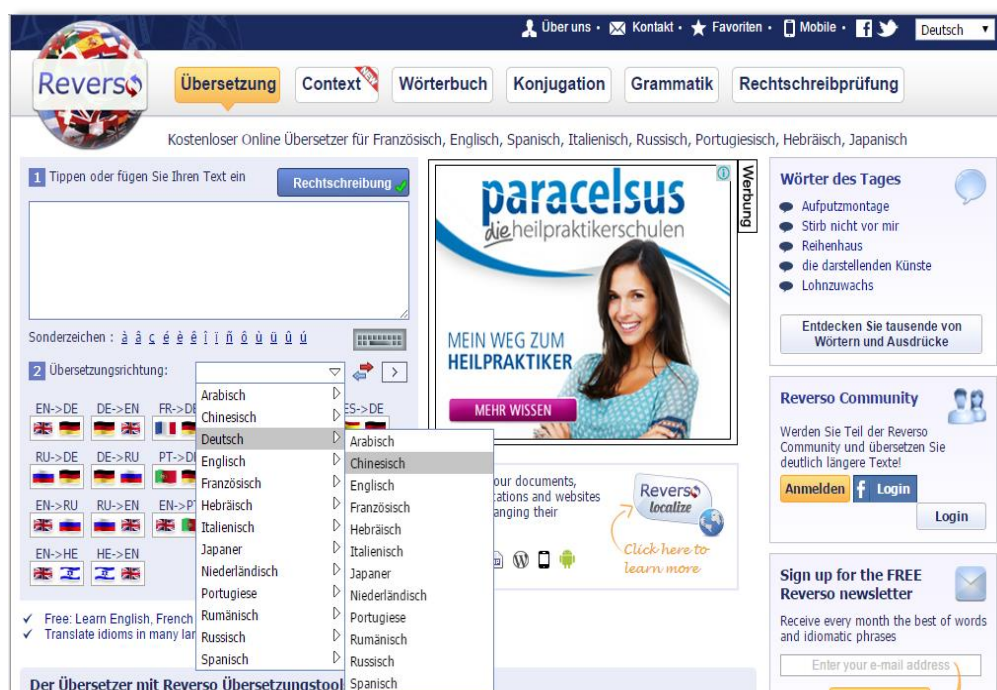 Über uns • Kontakt • Favoriten • Mobile • Deutsch
Reverso
Übersetzung Context New Wörterbuch Konjugation Grammatik Rechtschreibprüfung
Kostenloser Online Übersetzer für Französisch, Englisch, Spanisch, Italienisch, Russisch, Portugiesisch, Hebräisch, Japanisch
1 Tippen oder fügen Sie Ihren Text ein
Rechtschreibung
Sonderzeichen : à â ç é è ê î ï ñ ô ù ü û ú
2 Übersetzungsrichtung:
EN->DE DE->EN FR->DE ES->DE
RU->DE DE->RU PT->DE
EN->RU RU->EN EN->PT
EN->HE HE->EN
Arabisch
Chinesisch
Deutsch
Englisch
Französisch
Hebräisch
Italienisch
Japaner
Niederländisch
Portugiese
Rumänisch
Russisch
Spanisch
Arabisch
Chinesisch
Englisch
Französisch
Hebräisch
Italienisch
Japaner
Niederländisch
Portugiese
Rumänisch
Russisch
Spanisch
Free: Learn English, French
Translate idioms in many
Der Übersetzer mit Reverso Übersetzungstool
Werbung
paracelsus
die heilpraktikerschulen
MEIN WEG ZUM
HEILPRAKTIKER
MEHR WISSEN
our documents,
and websites
their
Reverso
localize
Click here to
learn more
Wörter des Tages
Aufputzmontage
Stirb nicht vor mir
Reihenhaus
die darstellenden Künste
Lohnzuwachs
Entdecken Sie tausende von
Wörtern und Ausdrücke
Reverso Community
Werden Sie Teil der Reverso
Community und übersetzen Sie
deutlich längere Texte!
Anmelden f Login
Login
Sign up for the FREE
Reverso newsletter
Receive every month the best of words
and idiomatic phrases
Enter your e-mail address